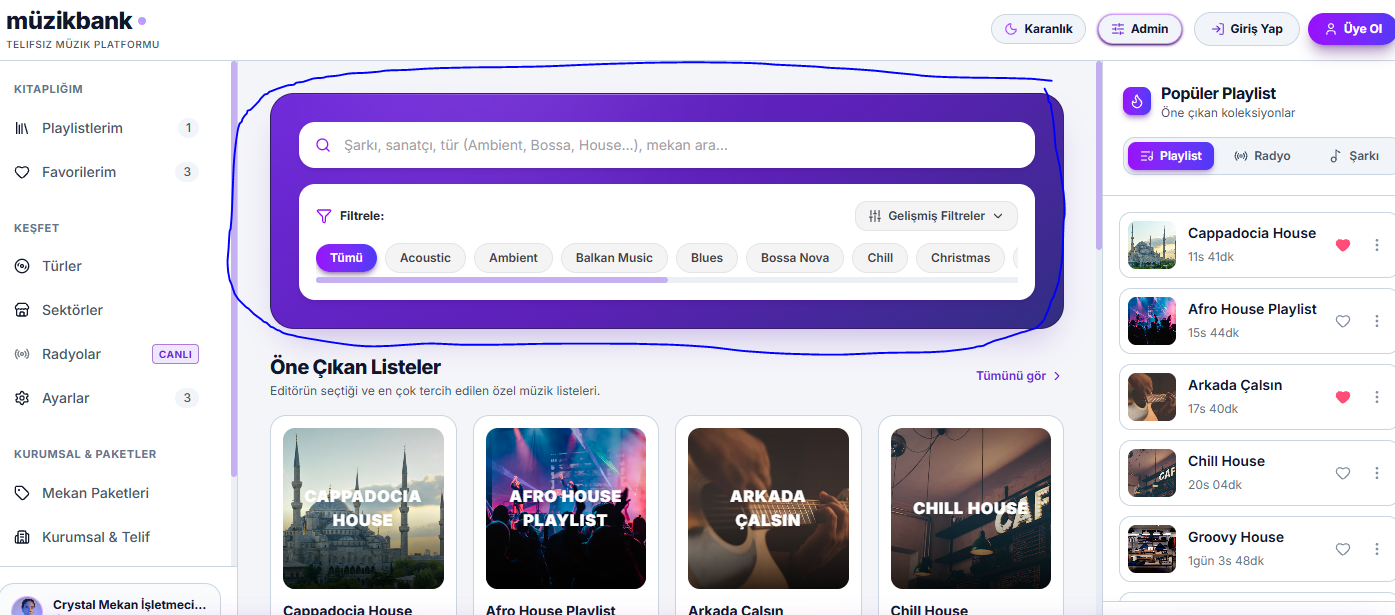 müzikbank
TELIFSIZ MÜZIK PLATFORMU
Karanlık
Admin
Giriş Yap
Üye Ol
KITAPLIĞIM
Playlistlerim
1
Favorilerim
3
KEŞFET
Türler
Sektörler
Radyolar
CANLI
Ayarlar
3
KURUMSAL & PAKETLER
Mekan Paketleri
Kurumsal & Telif
Crystal Mekan İşletmeci...
Şarkı, sanatçı, tür (Ambient, Bossa, House...), mekan ara...
Filtrele:
Gelişmiş Filtreler
Tümü
Acoustic
Ambient
Balkan Music
Blues
Bossa Nova
Chill
Christmas
Öne Çıkan Listeler
Editörün seçtiği ve en çok tercih edilen özel müzik listeleri.
Tümünü gör
CAPPADOCIA
HOUSE
Cappadocia House
AFRO HOUSE
PLAYLIST
Afro House Playlist
ARKADA
ÇALSIN
Arkada Çalsın
CHILL HOUSE
CAF
Chill House
Popüler Playlist
Öne çıkan koleksiyonlar
Playlist
Radyo
Şarkı
Cappadocia House
11s 41dk
Afro House Playlist
15s 44dk
Arkada Çalsın
17s 40dk
CAF
Chill House
20s 04dk
Groovy House
1gün 3s 48dk